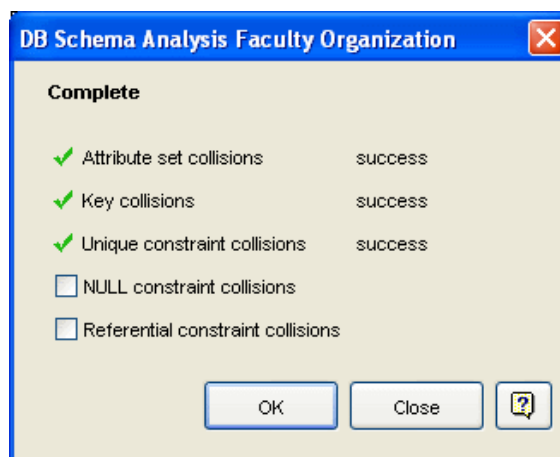 DB Schema Analysis Faculty Organization
Complete
Attribute set collisions success
Key collisions success
Unique constraint collisions success
NULL constraint collisions
Referential constraint collisions
OK Close ?